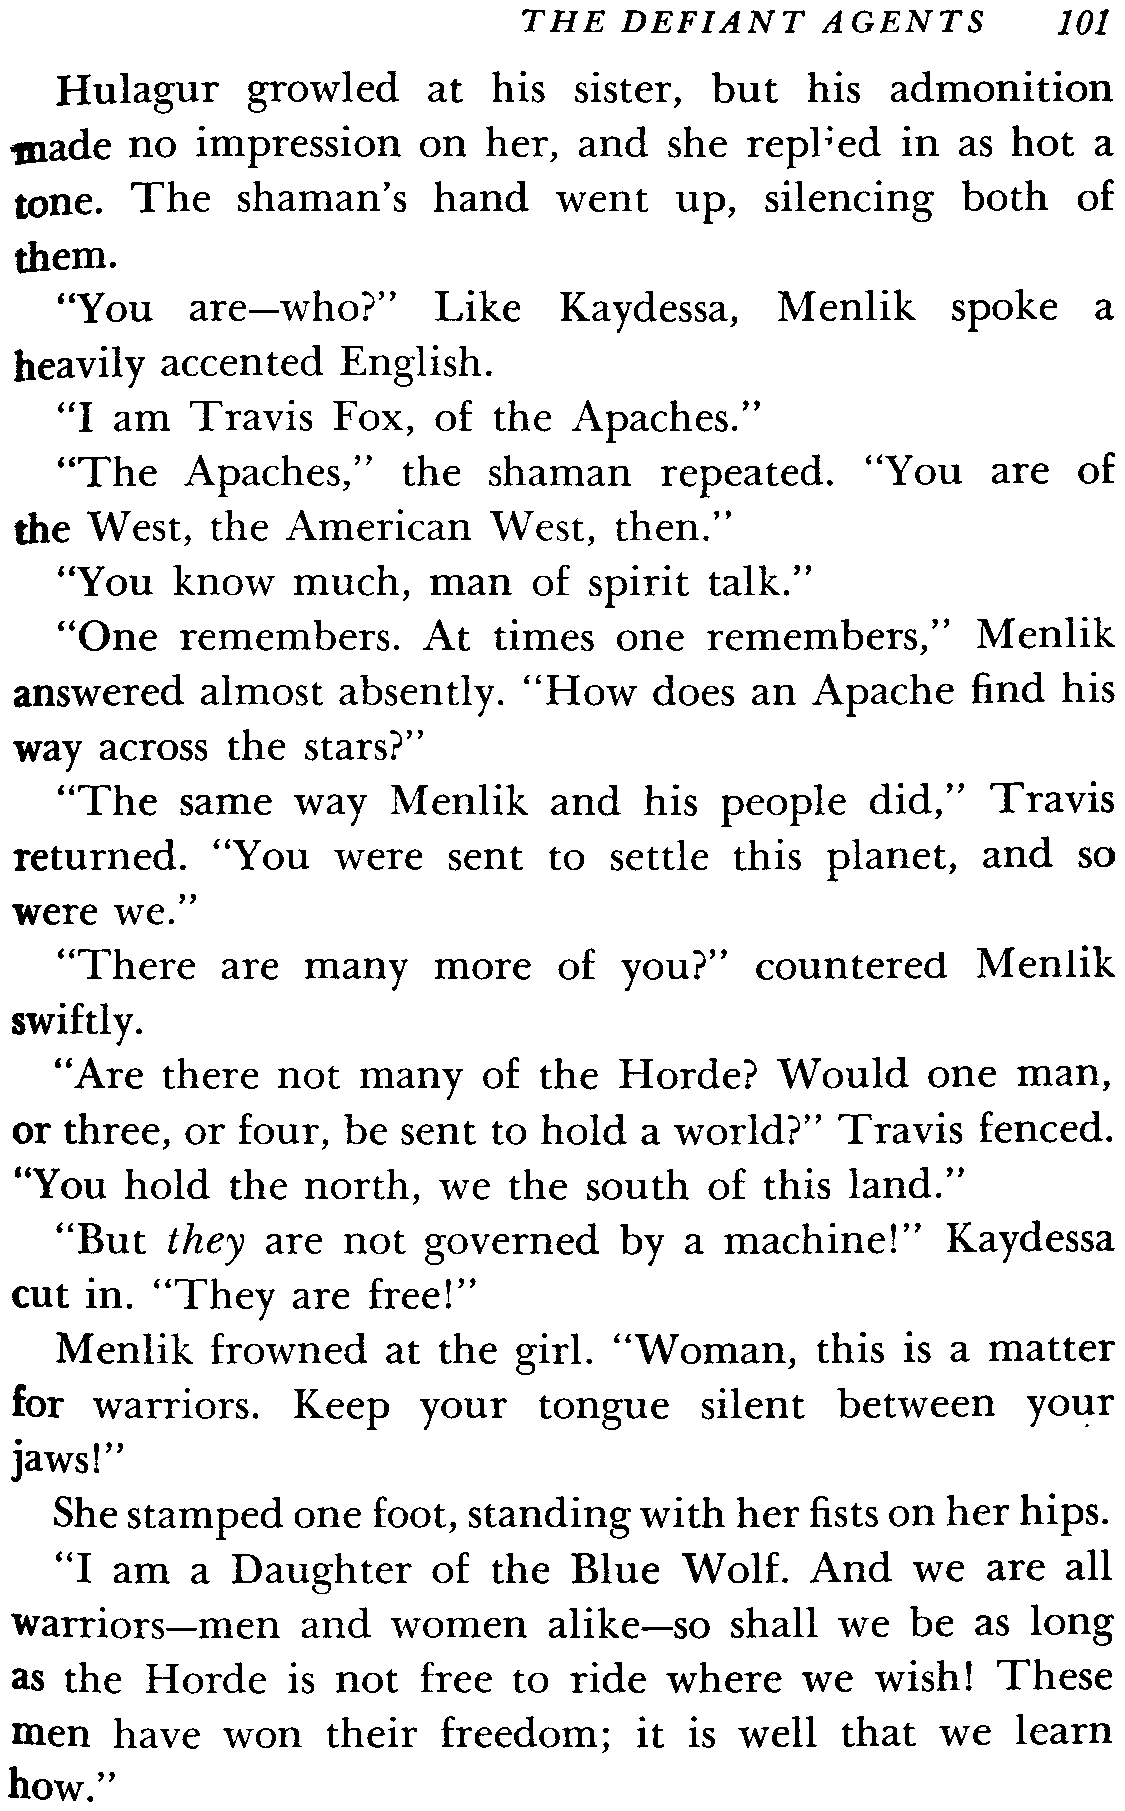 THE DEFIANT AGENTS 101
Hulagur growled at his sister, but his admonition
made no impression on her, and she replied in as hot a
tone. The shaman's hand went up, silencing both of
them.
"You are—who?" Like Kaydessa, Menlik spoke a
heavily accented English.
"I am Travis Fox, of the Apaches."
"The Apaches," the shaman repeated. "You are of
the West, the American West, then."
"You know much, man of spirit talk."
"One remembers. At times one remembers," Menlik
answered almost absently. "How does an Apache find his
way across the stars?"
"The same way Menlik and his people did," Travis
returned. "You were sent to settle this planet, and so
were we."
"There are many more of you?" countered Menlik
swiftly.
"Are there not many of the Horde? Would one man,
or three, or four, be sent to hold a world?" Travis fenced.
"You hold the north, we the south of this land."
"But they are not governed by a machine!" Kaydessa
cut in. "They are free!"
Menlik frowned at the girl. "Woman, this is a matter
for warriors. Keep your tongue silent between your
jaws!"
She stamped one foot, standing with her fists on her hips.
"I am a Daughter of the Blue Wolf. And we are all
warriors—men and women alike—so shall we be as long
as the Horde is not free to ride where we wish! These
men have won their freedom; it is well that we learn
how."